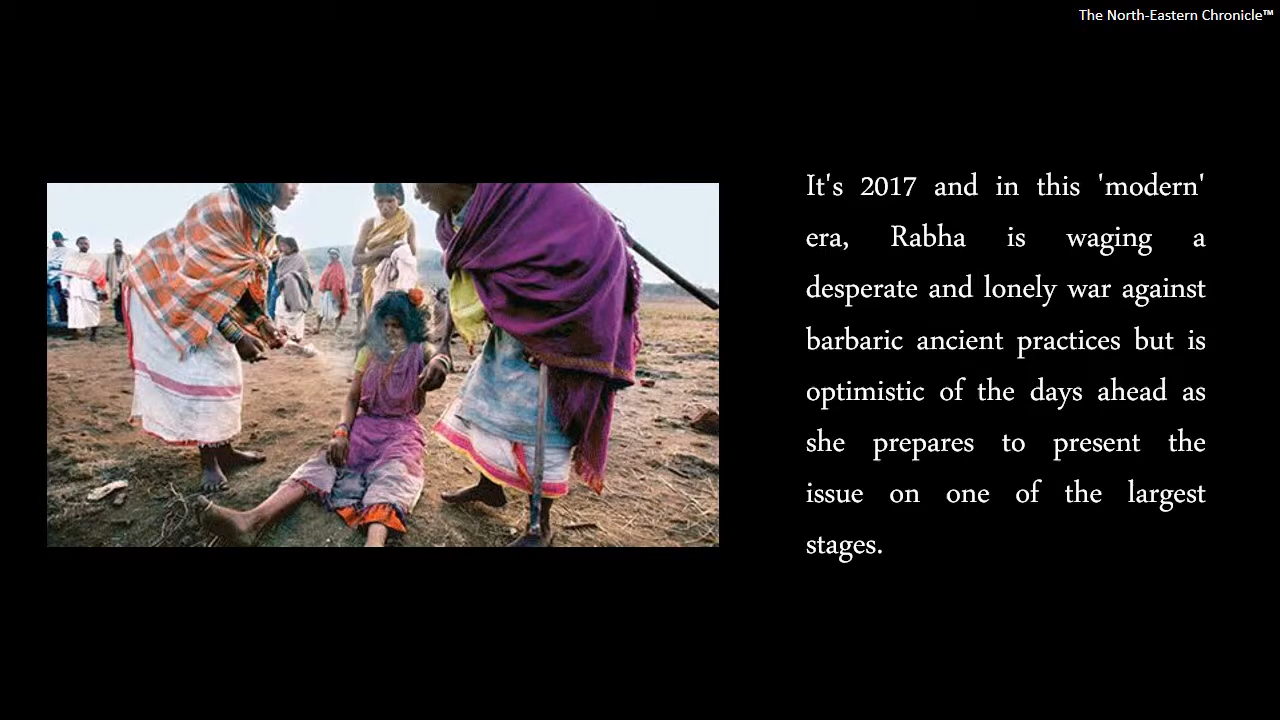 The North-Eastern Chronicle™
It's 2017 and in this 'modern'
era, Rabha is waging a
desperate and lonely war against
barbaric ancient practices but is
optimistic of the days ahead as
she prepares to present the
issue on one of the largest
stages.